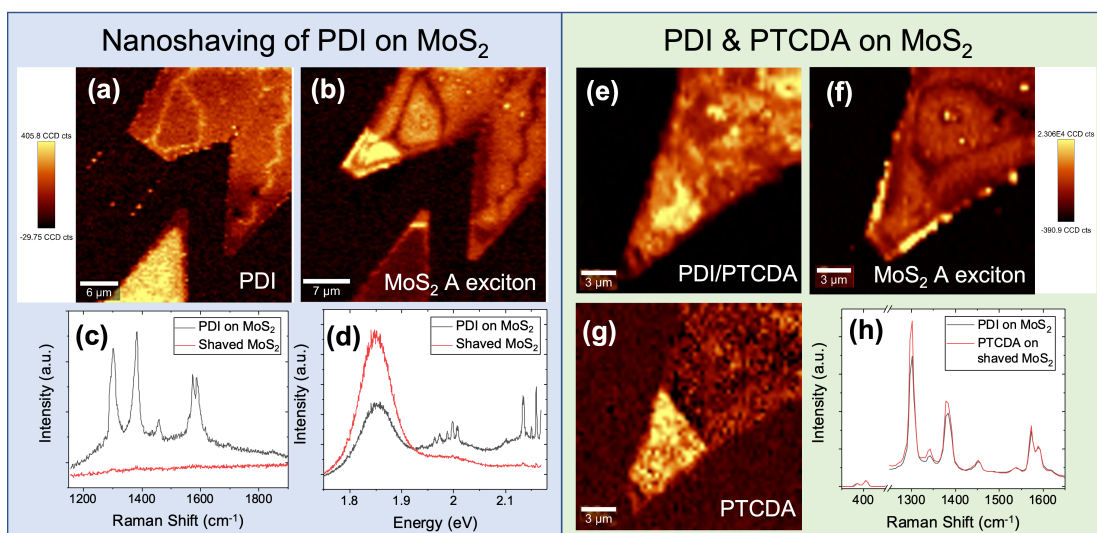 Nanoshaving of PDI on MoS₂
PDI & PTCDA on MoS₂
(a)
405.8 CCD cts
-29.75 CCD cts
6 µm
PDI
(b)
7 µm
MoS₂ A exciton
(e)
3 µm
PDI/PTCDA
(f)
3 µm
MoS₂ A exciton
2.306E4 CCD cts
-390.9 CCD cts
(c)
PDI on MoS₂
Shaved MoS₂
Intensity (a.u.)
1200 1400 1600 1800
Raman Shift (cm⁻¹)
(d)
PDI on MoS₂
Shaved MoS₂
Intensity (a.u.)
1.8 1.9 2 2.1
Energy (eV)
(g)
3 µm
PTCDA
(h)
PDI on MoS₂
PTCDA on
shaved MoS₂
Intensity (a.u.)
400 1300 1400 1500 1600
Raman Shift (cm⁻¹)